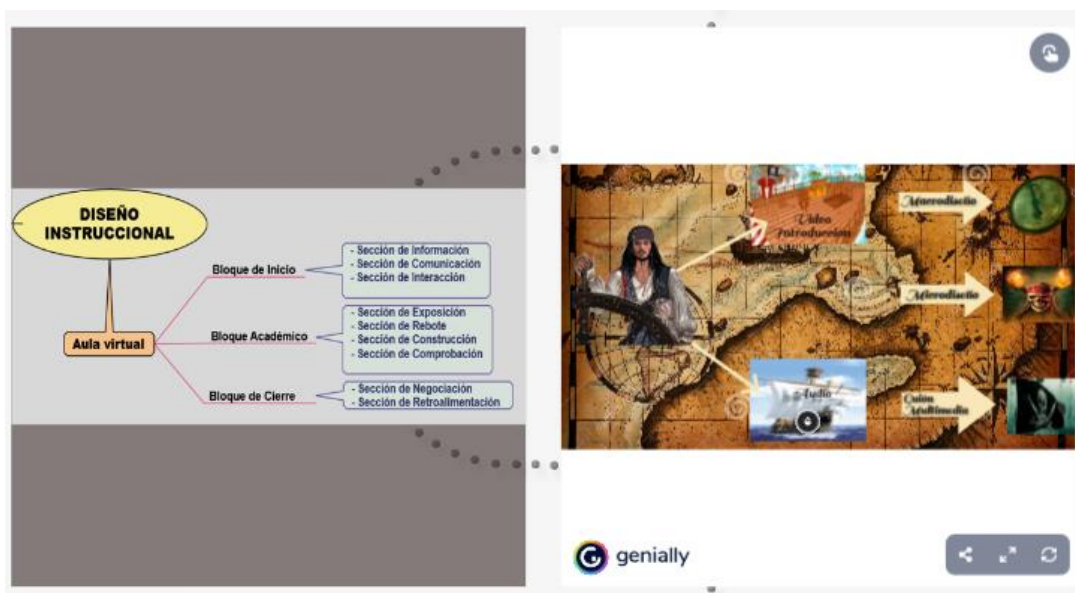 DISEÑO
INSTRUCCIONAL
Aula virtual
Bloque de Inicio
- Sección de Información
- Sección de Comunicación
- Sección de Interacción
Bloque Académico
- Sección de Exposición
- Sección de Rebote
- Sección de Construcción
- Sección de Comprobación
Bloque de Cierre
- Sección de Negociación
- Sección de Retroalimentación
Video
Introducción
Macrodiseño
Microdiseño
Audio
Guión
Multimedia
genially